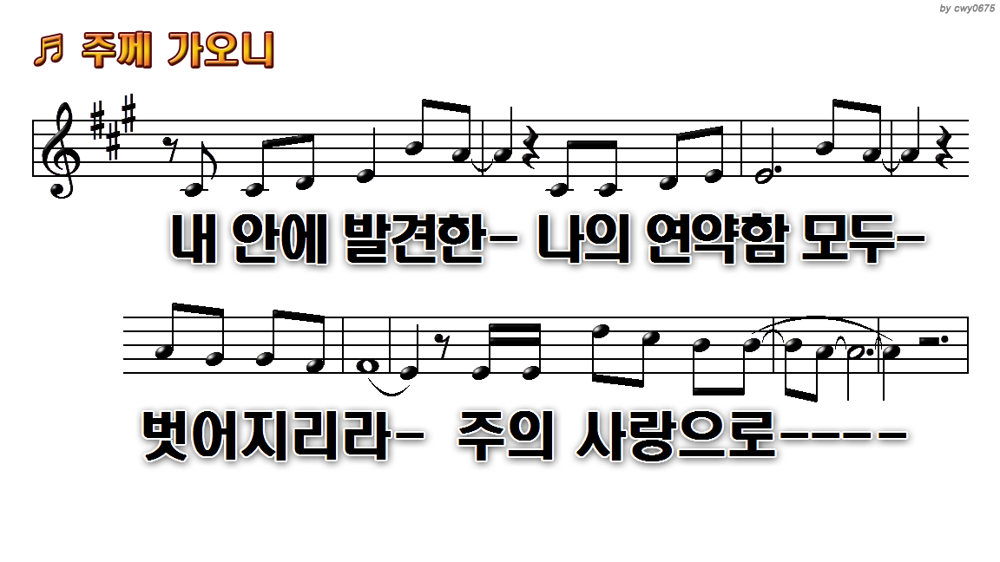 by cwy0675
♬ 주께 가오니
내 안에 발견한- 나의 연약함 모두-
벗어지리라- 주의 사랑으로----